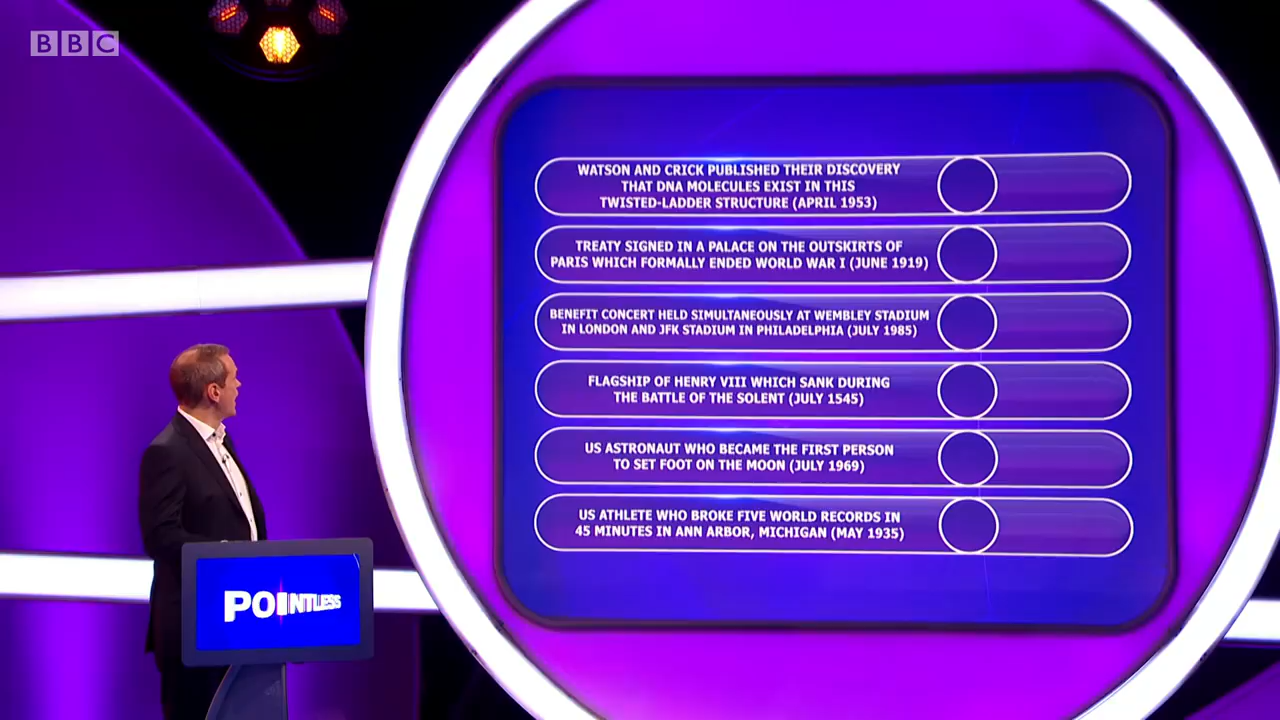 BBC
WATSON AND CRICK PUBLISHED THEIR DISCOVERY
THAT DNA MOLECULES EXIST IN THIS
TWISTED-LADDER STRUCTURE (APRIL 1953)
TREATY SIGNED IN A PALACE ON THE OUTSKIRTS OF
PARIS WHICH FORMALLY ENDED WORLD WAR I (JUNE 1919)
BENEFIT CONCERT HELD SIMULTANEOUSLY AT WEMBLEY STADIUM
IN LONDON AND JFK STADIUM IN PHILADELPHIA (JULY 1985)
FLAGSHIP OF HENRY VIII WHICH SANK DURING
THE BATTLE OF THE SOLENT (JULY 1545)
US ASTRONAUT WHO BECAME THE FIRST PERSON
TO SET FOOT ON THE MOON (JULY 1969)
US ATHLETE WHO BROKE FIVE WORLD RECORDS IN
45 MINUTES IN ANN ARBOR, MICHIGAN (MAY 1935)
POINTLESS